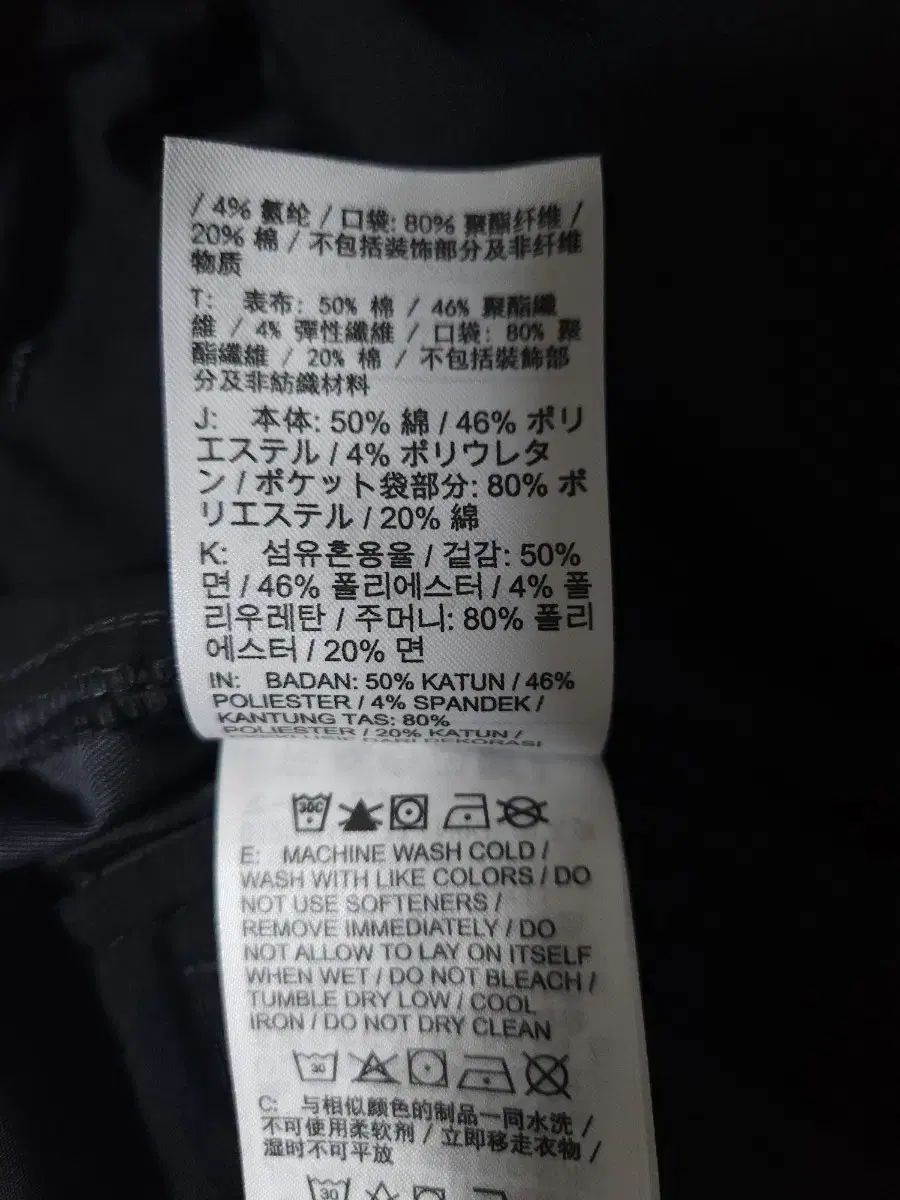 / 4% 氨纶 / 口袋: 80% 聚酯纤维 /
20% 棉 / 不包括装饰部分及非纤维
物质
T: 表布: 50% 棉 / 46% 聚酯纖
維 / 4% 彈性纖維 / 口袋: 80% 聚
酯纖維 / 20% 棉 / 不包括裝飾部
分及非紡織材料
J: 本体: 50% 綿 / 46% ポリ
エステル / 4% ポリウレタ
ン / ポケット袋部分: 80% ポ
リエステル / 20% 綿
K: 섬유혼용율 / 겉감: 50%
면 / 46% 폴리에스터 / 4% 폴
리우레탄 / 주머니: 80% 폴리
에스터 / 20% 면
IN: BADAN: 50% KATUN / 46%
POLIESTER / 4% SPANDEK /
KANTUNG TAS: 80%
POLIESTER / 20% KATUN /
DARI DEKORASI
30C
E: MACHINE WASH COLD /
WASH WITH LIKE COLORS / DO
NOT USE SOFTENERS /
REMOVE IMMEDIATELY / DO
NOT ALLOW TO LAY ON ITSELF
WHEN WET / DO NOT BLEACH /
TUMBLE DRY LOW / COOL
IRON / DO NOT DRY CLEAN
30
C: 与相似颜色的制品一同水洗 /
不可使用柔软剂 / 立即移走衣物 /
湿时不可平放
30